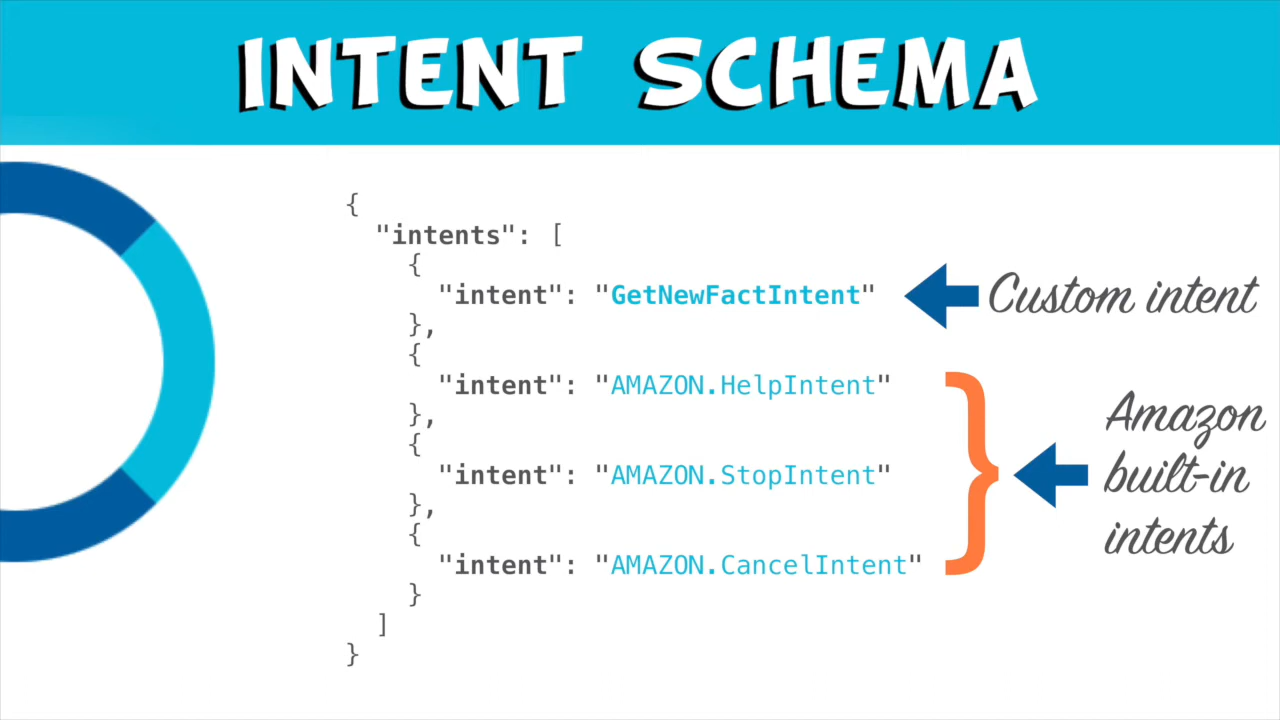 INTENT SCHEMA
{
"intents": [
{
"intent": "GetNewFactIntent"
},
{
"intent": "AMAZON.HelpIntent"
},
{
"intent": "AMAZON.StopIntent"
},
{
"intent": "AMAZON.CancelIntent"
}
]
}
Custom intent
Amazon
built-in
intents